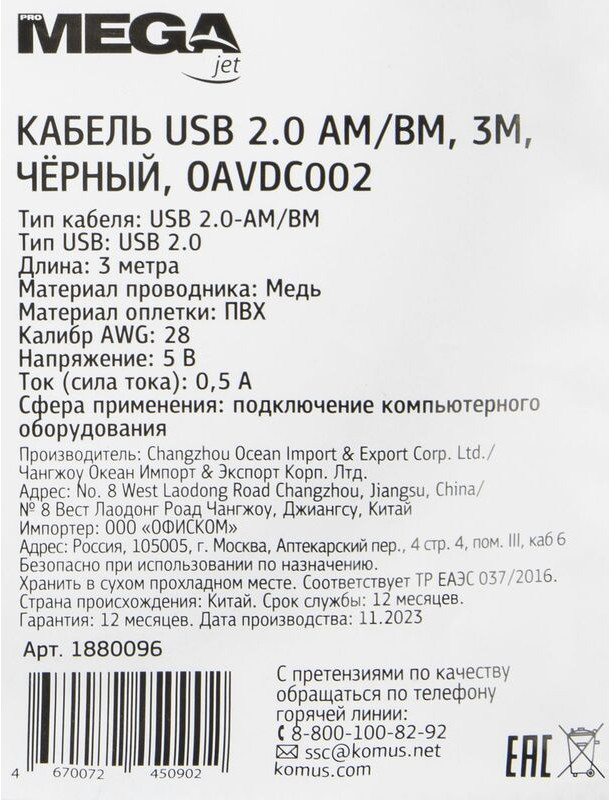 PRO
MEGA
jet
КАБЕЛЬ USB 2.0 AM/BM, 3М,
ЧЁРНЫЙ, 0AVDC002
Тип кабеля: USB 2.0-AM/BM
Тип USB: USB 2.0
Длина: 3 метра
Материал проводника: Медь
Материал оплетки: ПВХ
Калибр AWG: 28
Напряжение: 5 В
Ток (сила тока): 0,5 А
Сфера применения: подключение компьютерного
оборудования
Производитель: Changzhou Ocean Import & Export Corp. Ltd./
Чангжоу Океан Импорт & Экспорт Корп. Лтд.
Адрес: No. 8 West Laodong Road Changzhou, Jiangsu, China/
№ 8 Вест Лаодонг Роад Чангжоу, Джиангсу, Китай
Импортер: ООО «ОФИСКОМ»
Адрес: Россия, 105005, г. Москва, Аптекарский пер., 4 стр. 4, пом. III, каб 6
Безопасно при использовании по назначению.
Хранить в сухом прохладном месте. Соответствует ТР ЕАЭС 037/2016.
Страна происхождения: Китай. Срок службы: 12 месяцев.
Гарантия: 12 месяцев. Дата производства: 11.2023
Арт. 1880096
4 670072 450902
С претензиями по качеству
обращаться по телефону
горячей линии:
8-800-100-82-92
ssc@komus.net
komus.com
EAC